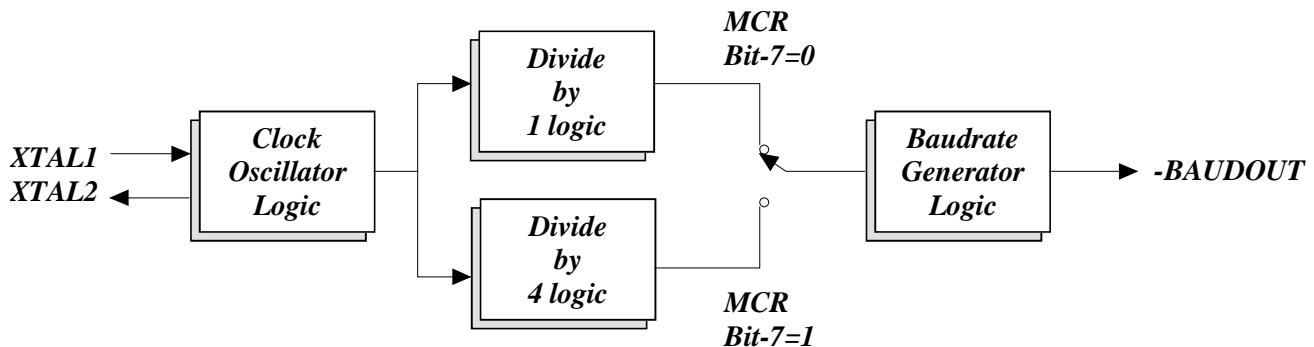 XTAL1
XTAL2
Clock
Oscillator
Logic
Divide
by
1 logic
Divide
by
4 logic
MCR
Bit-7=0
MCR
Bit-7=1
Baudrate
Generator
Logic
-BAUDOUT